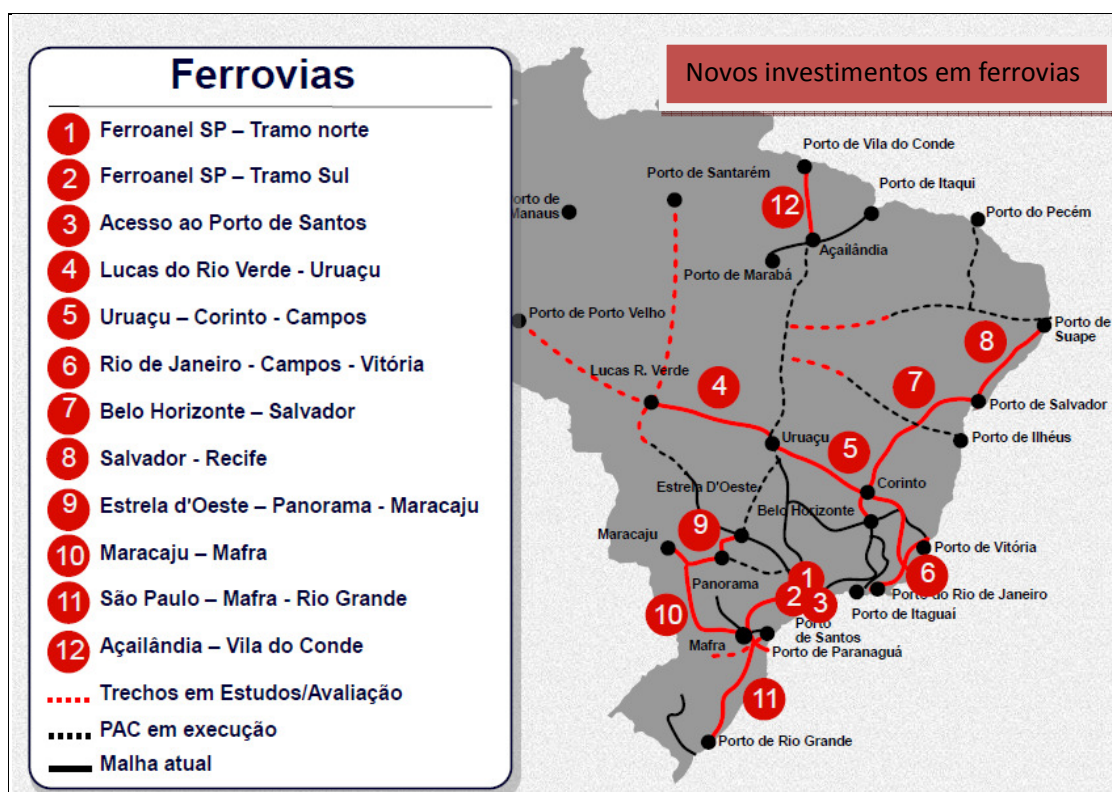 Ferrovias
1 Ferroanel SP – Tramo norte
2 Ferroanel SP – Tramo Sul
3 Acesso ao Porto de Santos
4 Lucas do Rio Verde - Uruaçu
5 Uruaçu – Corinto - Campos
6 Rio de Janeiro - Campos - Vitória
7 Belo Horizonte – Salvador
8 Salvador - Recife
9 Estrela d'Oeste – Panorama - Maracaju
10 Maracaju – Mafra
11 São Paulo – Mafra - Rio Grande
12 Açailândia – Vila do Conde
Trechos em Estudos/Avaliação
PAC em execução
Malha atual
Novos investimentos em ferrovias
Porto de Vila do Conde
Porto de Santarém
Porto de Itaqui
orto de
Manaus
12
Porto do Pecém
Açailândia
Porto de Marabá
Porto de Porto Velho
Porto de
Suape
8
Lucas R. Verde
4
7
Porto de Salvador
Uruaçu
5
Porto de Ilhéus
Estrela D'Oeste
Corinto
Belo Horizonte
9
Maracaju
Porto de Vitória
Panorama
1
6
2
3
Porto do Rio de Janeiro
10
Porto de Itaguaí
Porto
de Santos
Mafra
Porto de Paranaguá
11
Porto de Rio Grande